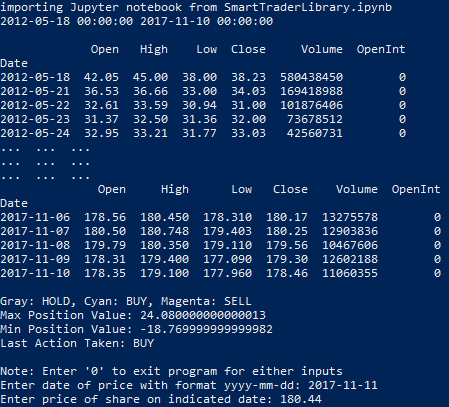 importing Jupyter notebook from SmartTraderLibrary.ipynb
2012-05-18 00:00:00 2017-11-10 00:00:00
Open High Low Close Volume OpenInt
Date
2012-05-18 42.05 45.00 38.00 38.23 580438450 0
2012-05-21 36.53 36.66 33.00 34.03 169418988 0
2012-05-22 32.61 33.59 30.94 31.00 101876406 0
2012-05-23 31.37 32.50 31.36 32.00 73678512 0
2012-05-24 32.95 33.21 31.77 33.03 42560731 0
... ... ...
... ... ...
... ... ...
Open High Low Close Volume OpenInt
Date
2017-11-06 178.56 180.450 178.310 180.17 13275578 0
2017-11-07 180.50 180.748 179.403 180.25 12903836 0
2017-11-08 179.79 180.350 179.110 179.56 10467606 0
2017-11-09 178.31 179.400 177.090 179.30 12602188 0
2017-11-10 178.35 179.100 177.960 178.46 11060355 0
Gray: HOLD, Cyan: BUY, Magenta: SELL
Max Position Value: 24.080000000000013
Min Position Value: -18.769999999999982
Last Action Taken: BUY
Note: Enter '0' to exit program for either inputs
Enter date of price with format yyyy-mm-dd: 2017-11-11
Enter price of share on indicated date: 180.44